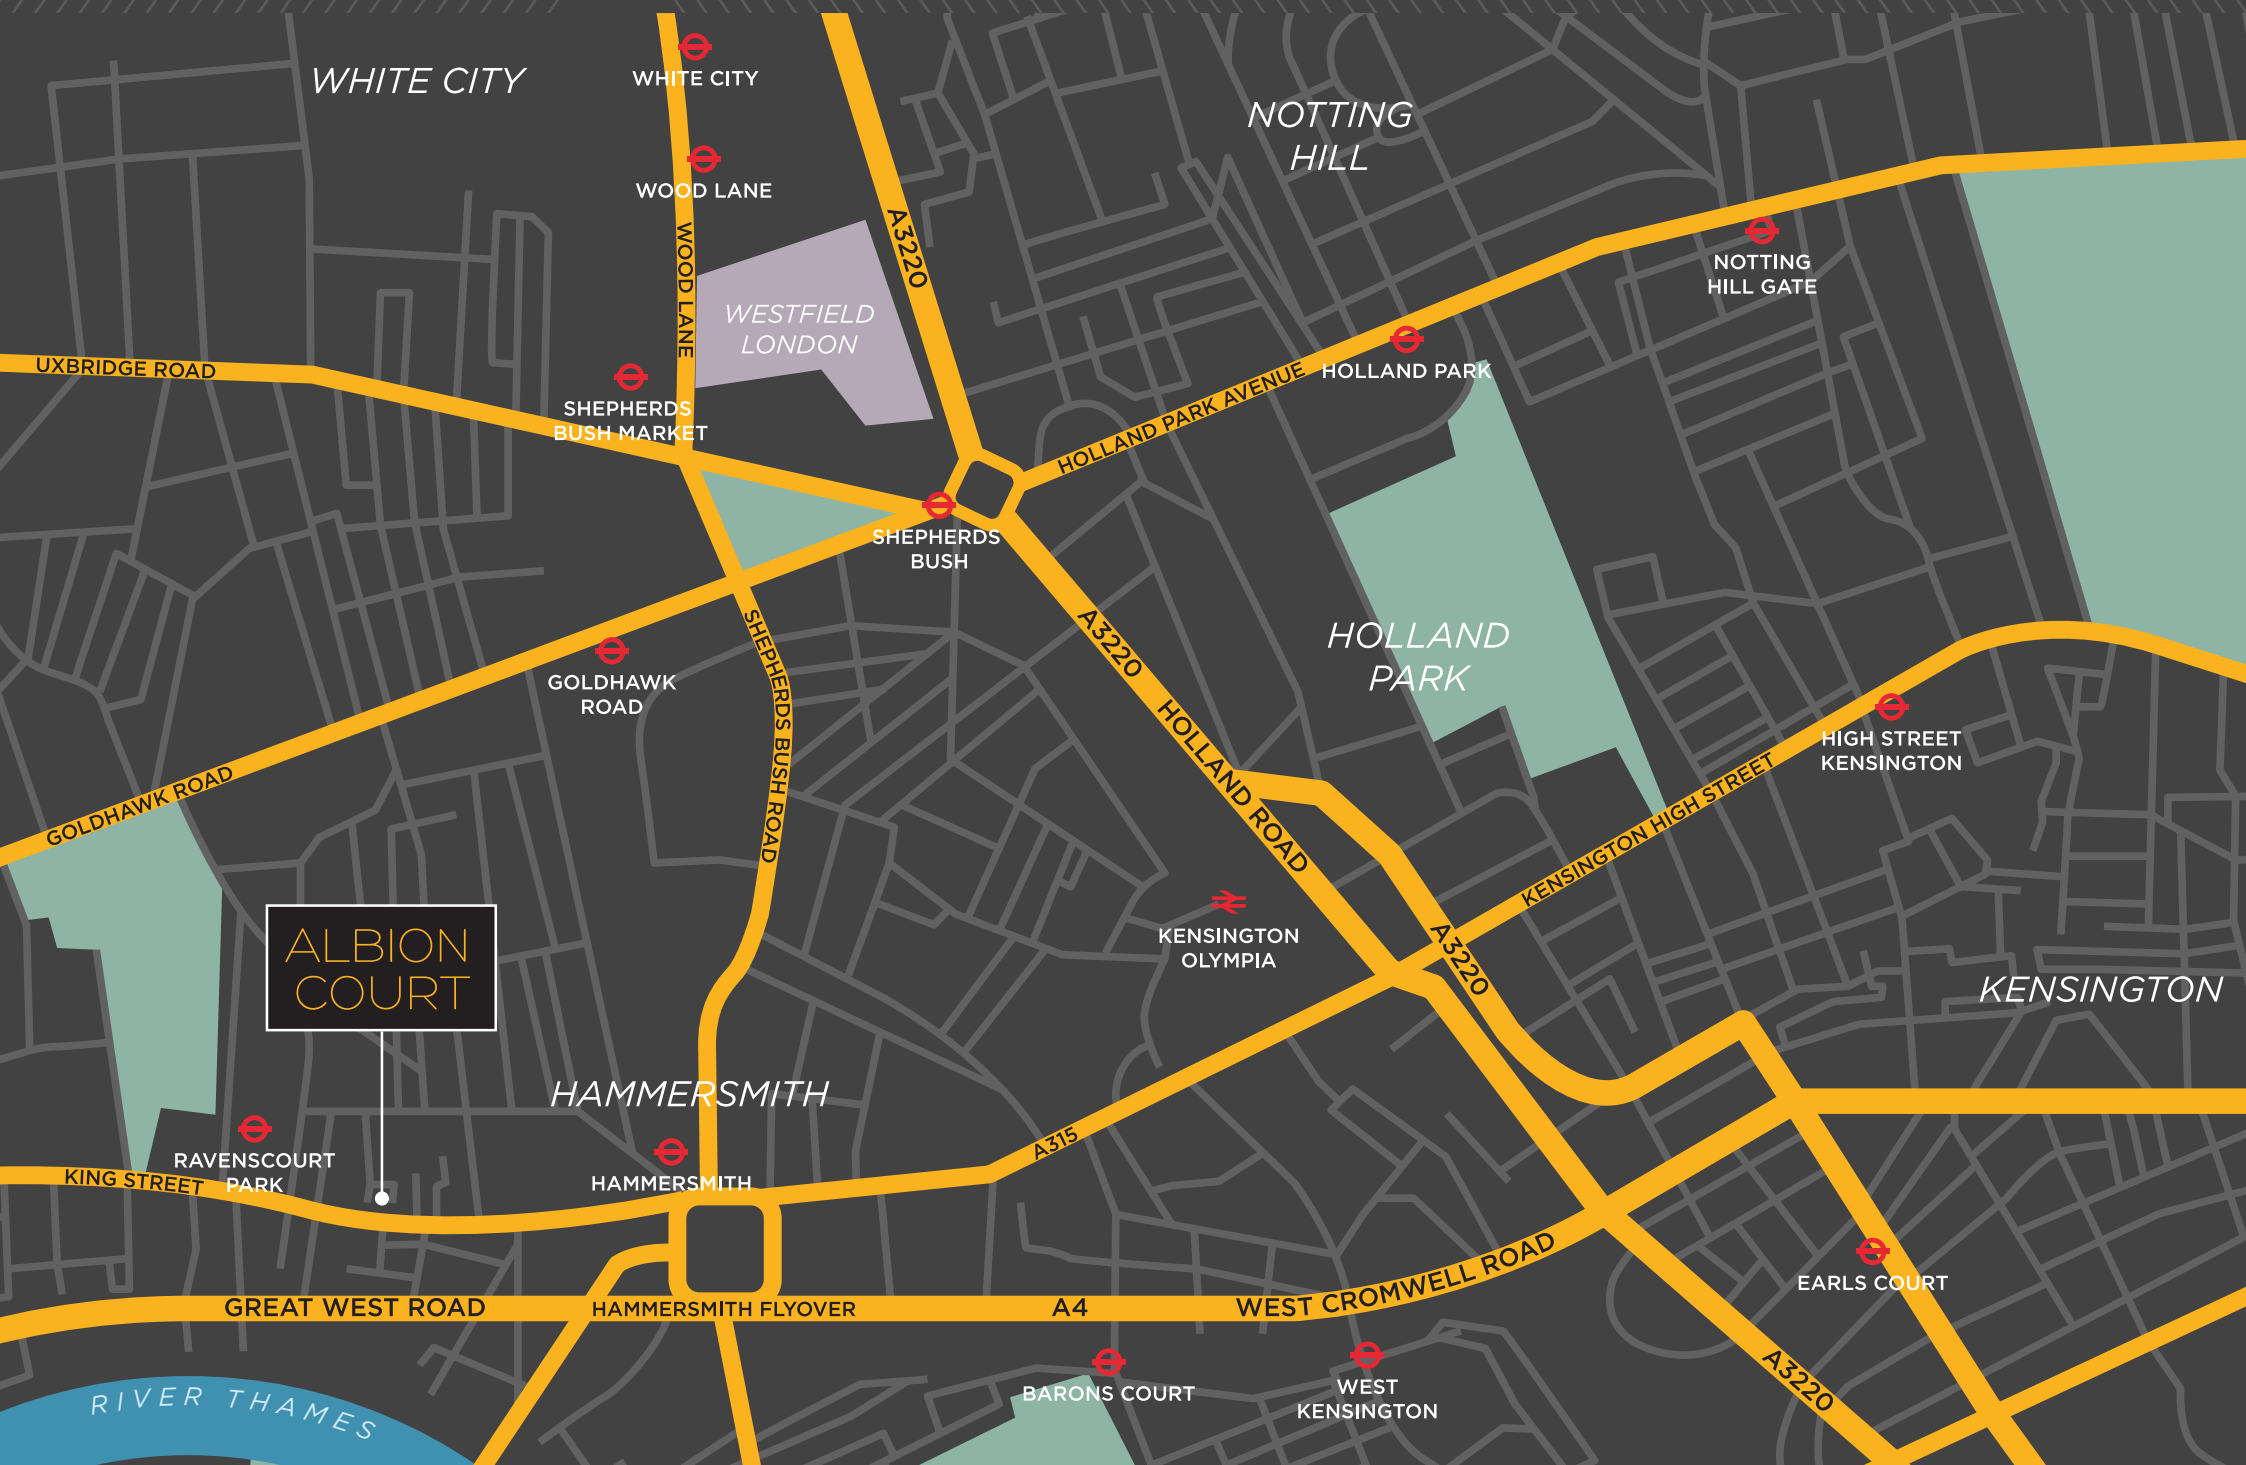 WHITE CITY
WHITE CITY
NOTTING
HILL
WOOD LANE
A3220
WOOD LANE
NOTTING
HILL GATE
WESTFIELD
LONDON
UXBRIDGE ROAD
HOLLAND PARK
HOLLAND PARK AVENUE
SHEPHERDS
BUSH MARKET
SHEPHERDS
BUSH
A3220
HOLLAND
PARK
SHEPHERDS BUSH ROAD
GOLDHAWK
ROAD
HOLLAND ROAD
HIGH STREET
KENSINGTON
GOLDHAWK ROAD
KENSINGTON HIGH STREET
ALBION
COURT
KENSINGTON
OLYMPIA
A3220
KENSINGTON
HAMMERSMITH
A315
RAVENSCOURT
PARK
KING STREET
HAMMERSMITH
EARLS COURT
GREAT WEST ROAD
HAMMERSMITH FLYOVER
A4
WEST CROMWELL ROAD
BARONS COURT
WEST
KENSINGTON
A3220
RIVER THAMES